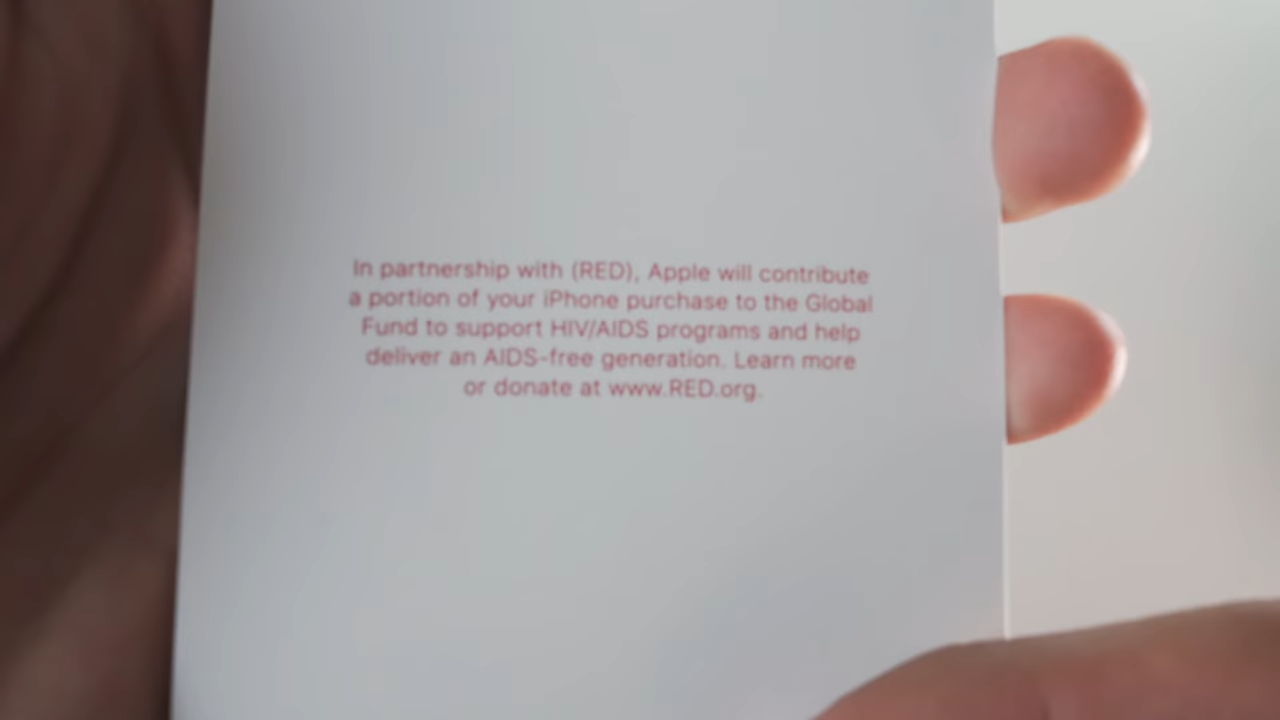 In partnership with (RED), Apple will contribute
a portion of your iPhone purchase to the Global
Fund to support HIV/AIDS programs and help
deliver an AIDS-free generation. Learn more
or donate at www.RED.org.